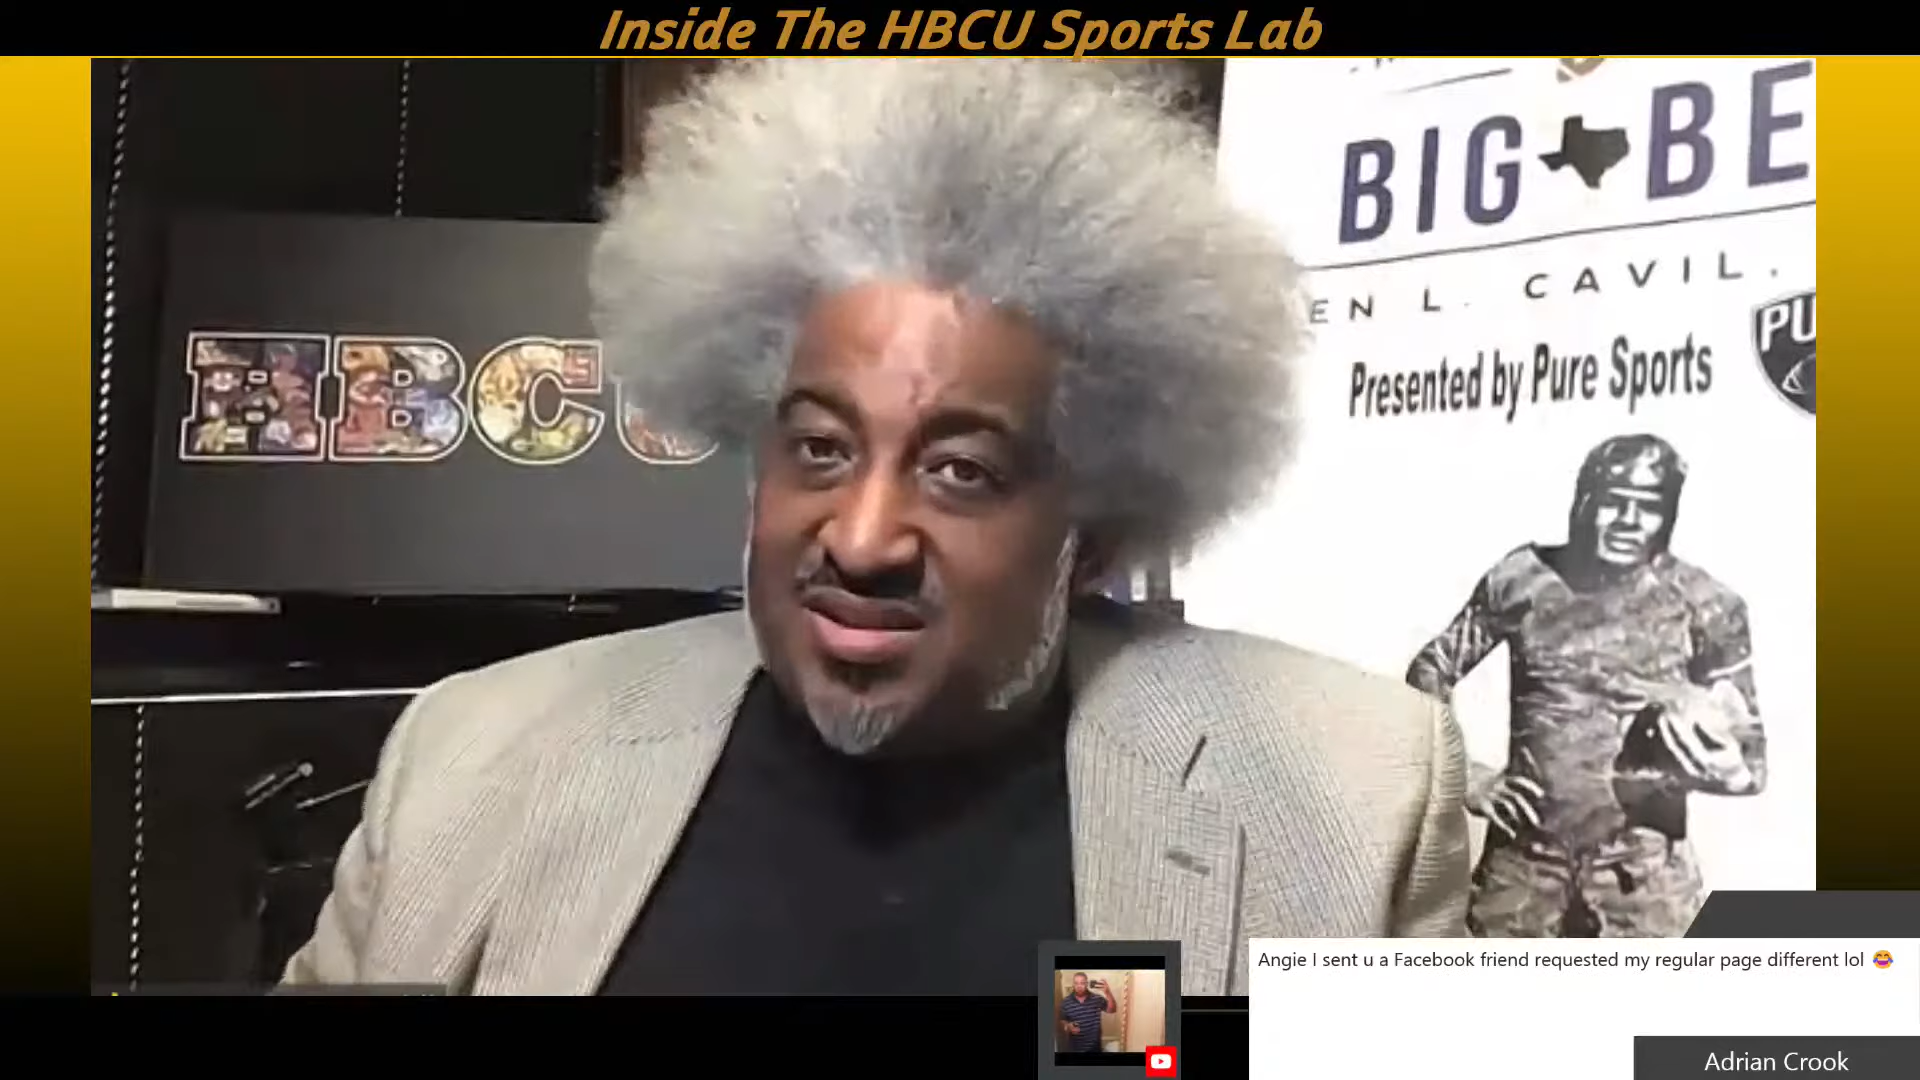 Inside The HBCU Sports Lab
BIG BE
EN L. CAVIL,
Presented by Pure Sports
PU
HBCU
Angie I sent u a Facebook friend requested my regular page different lol 😂
Adrian Crook